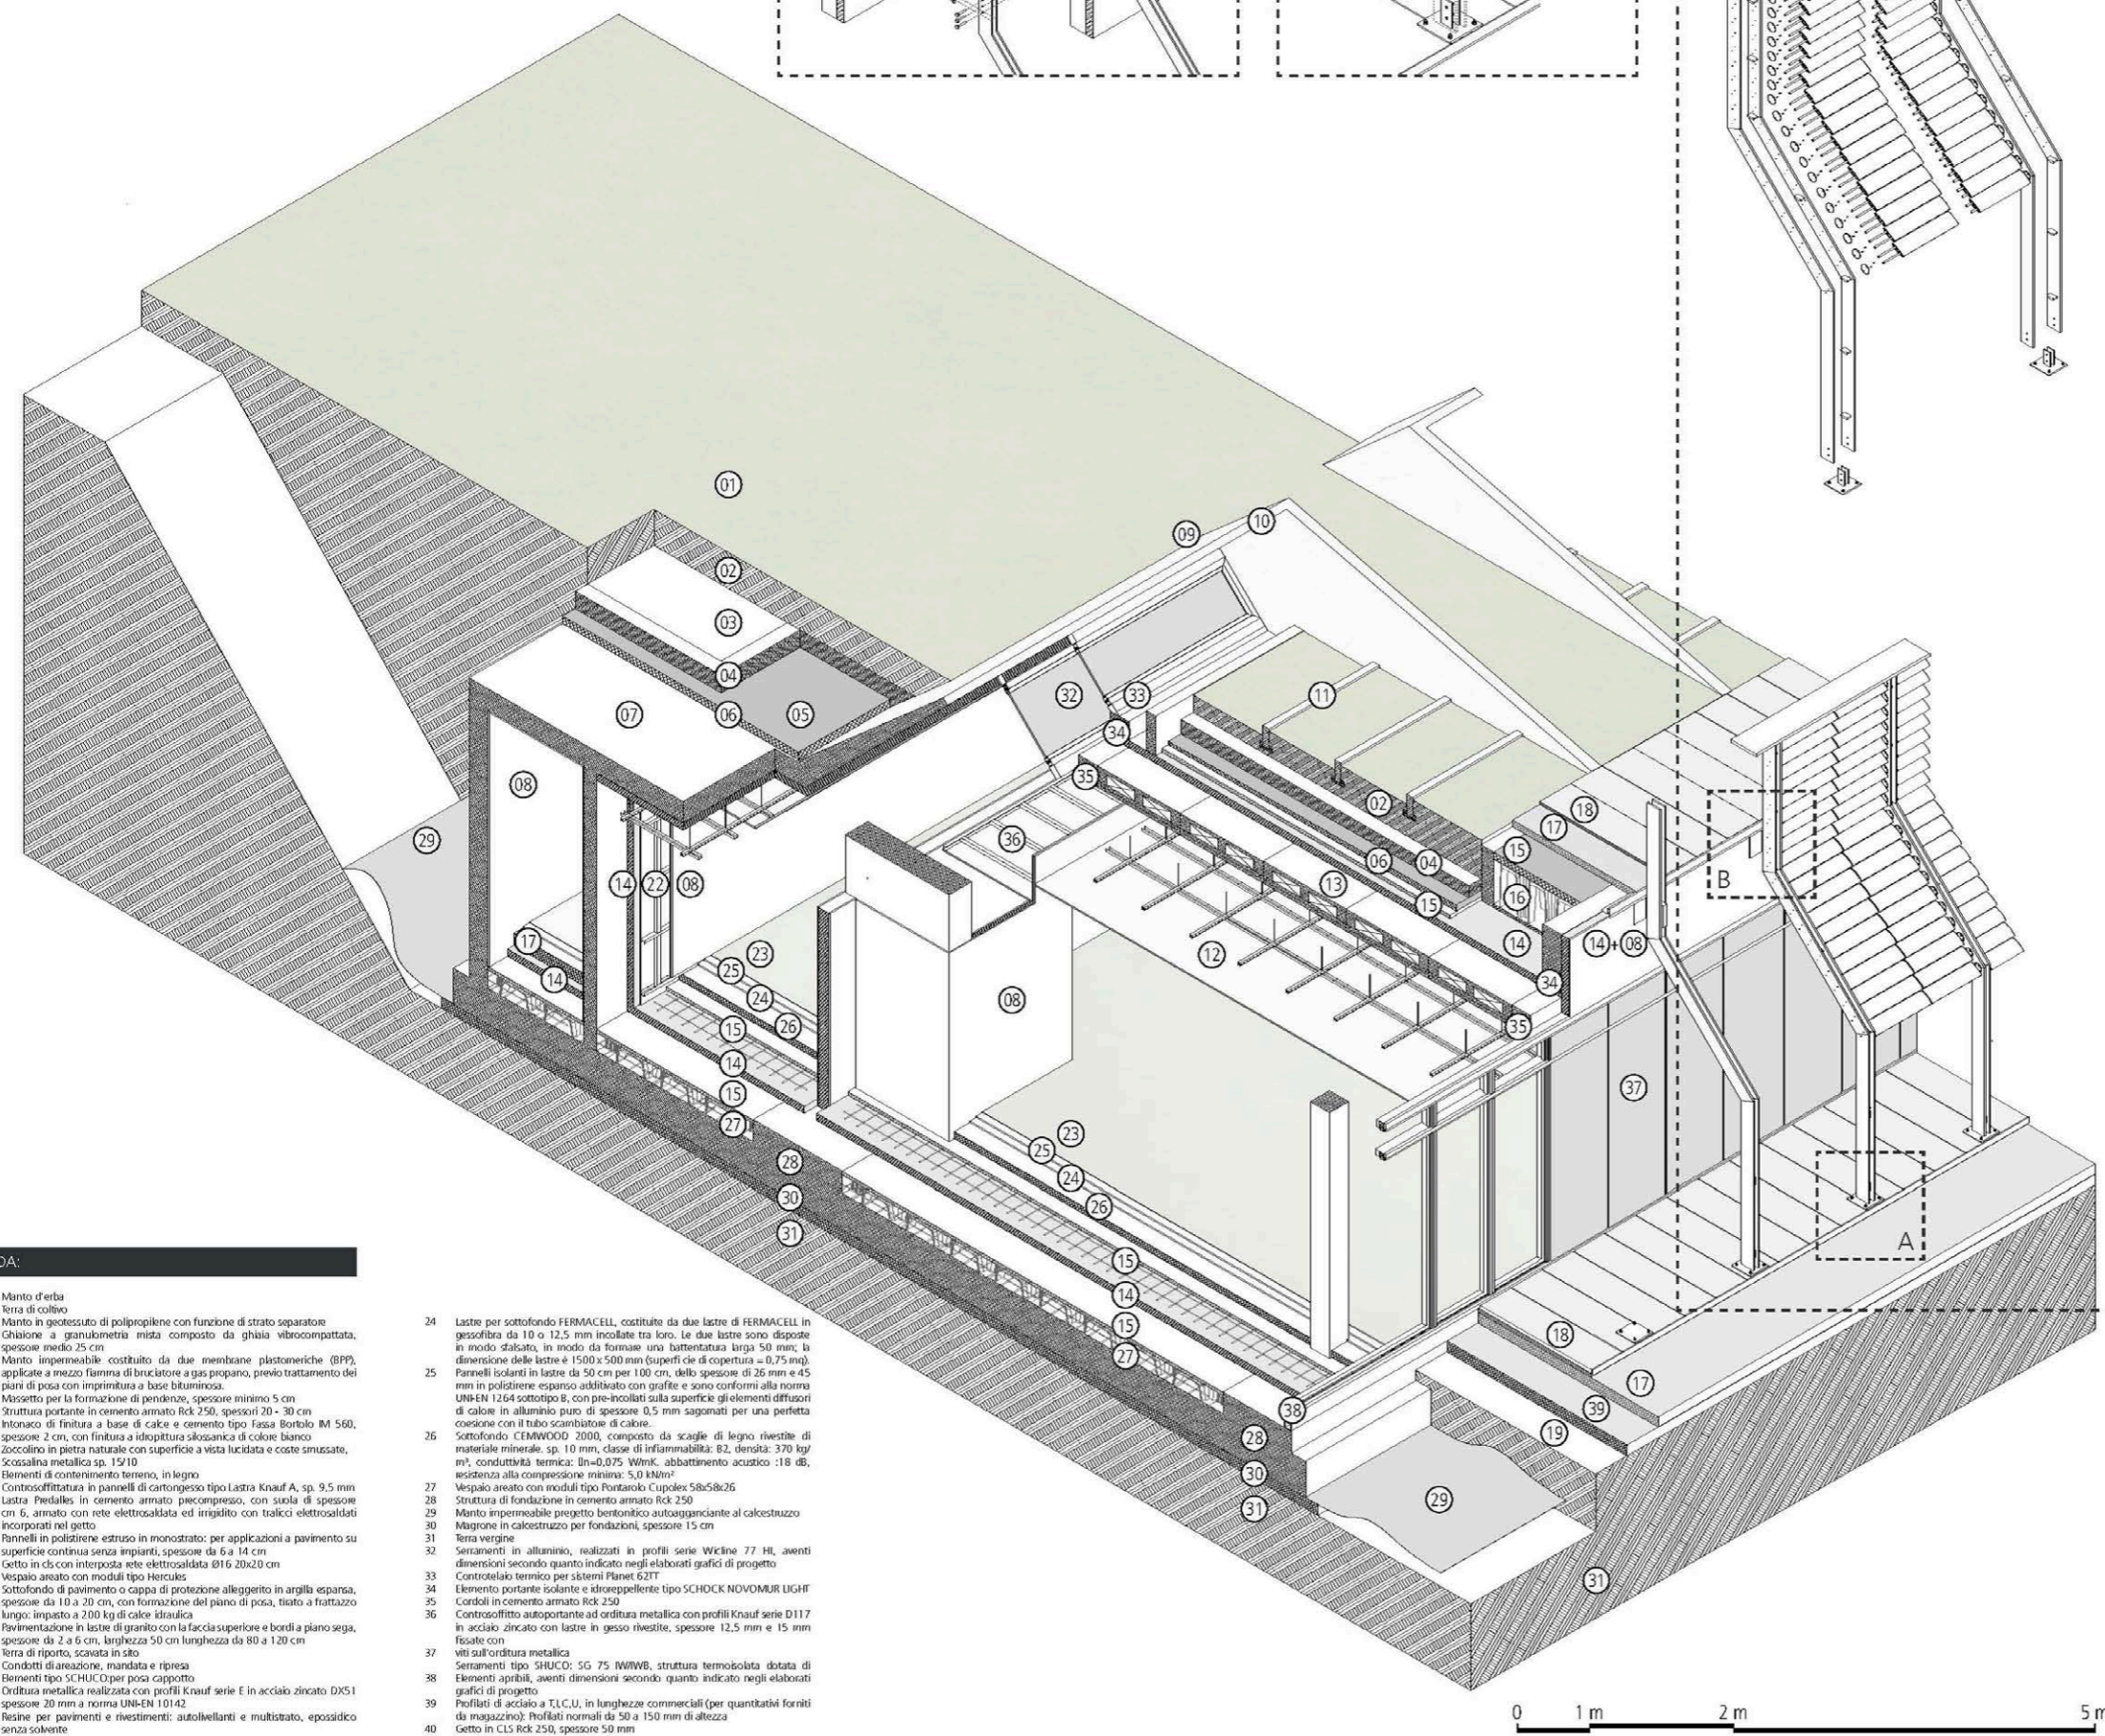 01
02
03
04
05
06
07
08
09
10
11
32
33
34
35
36
02
18
17
15
16
06
04
13
15
14
14+08
B
12
34
35
29
08
14
22
08
17
14
23
25
24
26
15
14
15
27
28
30
31
08
23
25
24
26
15
14
15
27
37
A
18
17
39
19
38
28
30
31
29
31
DA:
Manto d'erba
Terra di coltivo
Manto in geotessuto di polipropilene con funzione di strato separatore
Ghiaione a granulometria mista composto da ghiaia vibrocompattata,
spessore medio 25 cm
Manto impermeabile costituito da due membrane plastomeriche (BPP),
applicate a mezzo fiamma di bruciatore a gas propano, previo trattamento dei
piani di posa con imprimitura a base bituminosa.
Massetto per la formazione di pendenze, spessore minimo 5 cm
Struttura portante in cemento armato Rck 250, spessori 20 - 30 cm
Intonaco di finitura a base di calce e cemento tipo Fassa Bortolo IM 560,
spessore 2 cm, con finitura a idropittura silossanica di colore bianco
Zoccolino in pietra naturale con superficie a vista lucidata e coste smussate,
Scossalina metallica sp. 15/10
Elementi di contenimento terreno, in legno
Controsoffittatura in pannelli di cartongesso tipo Lastra Knauf A, sp. 9,5 mm
Lastra Predalles in cemento armato precompresso, con suola di spessore
cm 6, armato con rete elettrosaldata ed irrigidito con tralicci elettrosaldati
incorporati nel getto
Pannelli in polistirene estruso in monostrato: per applicazioni a pavimento su
superficie continua senza impianti, spessore da 6 a 14 cm
Getto in cls con interposta rete elettrosaldata Ø16 20x20 cm
Vespaio areato con moduli tipo Hercules
Sottofondo di pavimento o cappa di protezione alleggerito in argilla espansa,
spessore da 10 a 20 cm, con formazione del piano di posa, tirato a frattazzo
lungo: impasto a 200 kg di calce idraulica
Pavimentazione in lastre di granito con la faccia superiore e bordi a piano sega,
spessore da 2 a 6 cm, larghezza 50 cm lunghezza da 80 a 120 cm
Terra di riporto, scavata in sito
Condotti di areazione, mandata e ripresa
Elementi tipo SCHUCO:per posa cappotto
Orditura metallica realizzata con profili Knauf serie E in acciaio zincato DX51
spessore 20 mm a norma UNI-EN 10142
Resine per pavimenti e rivestimenti: autolivellanti e multistrato, epossidico
senza solvente
24 Lastre per sottofondo FERMACELL, costituite da due lastre di FERMACELL in
gessofibra da 10 o 12,5 mm incollate tra loro. Le due lastre sono disposte
in modo sfalsato, in modo da formare una battentatura larga 50 mm; la
dimensione delle lastre è 1500 x 500 mm (superfi cie di copertura = 0,75 mq).
25 Pannelli isolanti in lastre da 50 cm per 100 cm, dello spessore di 26 mm e 45
mm in polistirene espanso additivato con grafite e sono conformi alla norma
UNI-EN 1264 sottotipo B, con pre-incollati sulla superficie gli elementi diffusori
di calore in alluminio puro di spessore 0,5 mm sagomati per una perfetta
coesione con il tubo scambiatore di calore.
26 Sottofondo CEMWOOD 2000, composto da scaglie di legno rivestite di
materiale minerale. sp. 10 mm, classe di infiammabilità: B2, densità: 370 kg/
m³, conduttività termica: λn=0,075 W/mK. abbattimento acustico :18 dB,
resistenza alla compressione minima: 5,0 kN/m²
27 Vespaio areato con moduli tipo Pontarolo Cupolex 58x58x26
28 Struttura di fondazione in cemento armato Rck 250
29 Manto impermeabile pregetto bentonitico autoagganciante al calcestruzzo
30 Magrone in calcestruzzo per fondazioni, spessore 15 cm
31 Terra vergine
32 Serramenti in alluminio, realizzati in profili serie Wicline 77 HI, aventi
dimensioni secondo quanto indicato negli elaborati grafici di progetto
33 Controtelaio termico per sistemi Planet 62TT
34 Elemento portante isolante e idroreppellente tipo SCHOCK NOVOMUR LIGHT
35 Cordoli in cemento armato Rck 250
36 Controsoffitto autoportante ad orditura metallica con profili Knauf serie D117
in acciaio zincato con lastre in gesso rivestite, spessore 12,5 mm e 15 mm
fissate con
37 viti sull'orditura metallica
Serramenti tipo SHUCO: SG 75 IW/IWB, struttura termoisolata dotata di
38 Elementi apribili, aventi dimensioni secondo quanto indicato negli elaborati
grafici di progetto
39 Profilati di acciaio a T,I,C,U, in lunghezze commerciali (per quantitativi forniti
da magazzino): Profilati normali da 50 a 150 mm di altezza
40 Getto in CLS Rck 250, spessore 50 mm
0 1 m 2 m 5 m